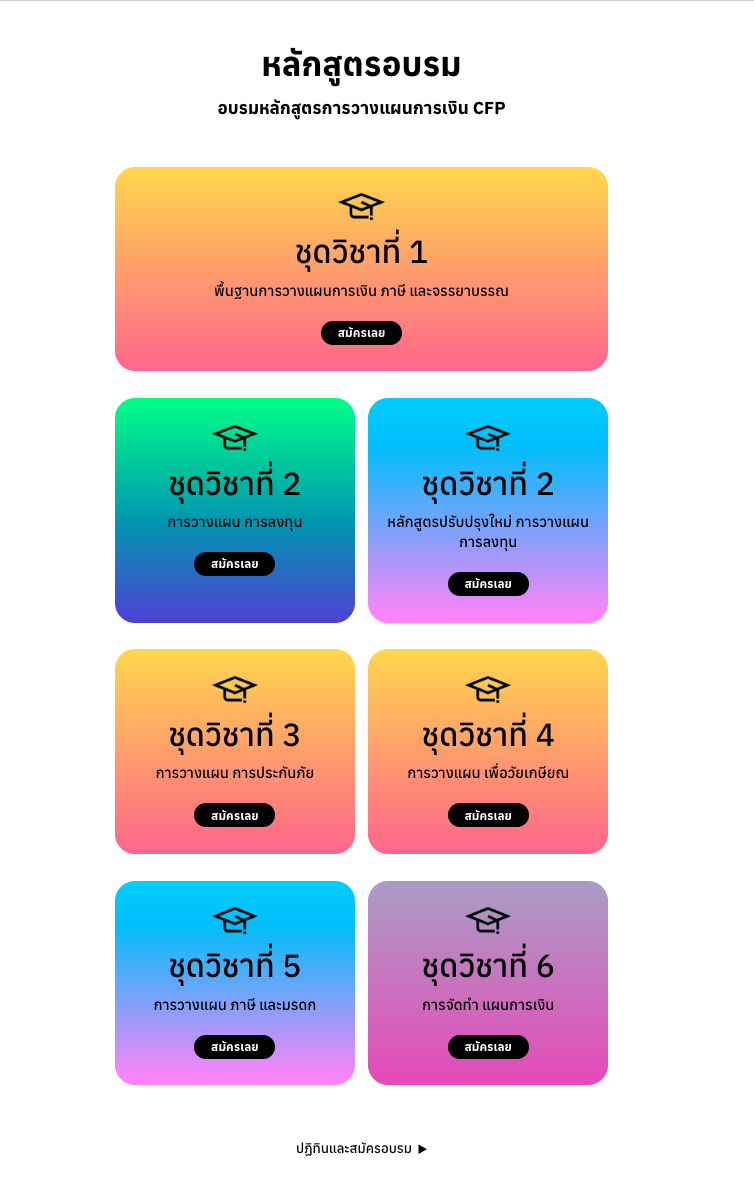 หลักสูตรอบรม
อบรมหลักสูตรการวางแผนการเงิน CFP
ชุดวิชาที่ 1
พื้นฐานการวางแผนการเงิน ภาษี และจรรยาบรรณ
สมัครเลย
ชุดวิชาที่ 2
การวางแผน การลงทุน
สมัครเลย
ชุดวิชาที่ 2
หลักสูตรปรับปรุงใหม่ การวางแผน
การลงทุน
สมัครเลย
ชุดวิชาที่ 3
การวางแผน การประกันภัย
สมัครเลย
ชุดวิชาที่ 4
การวางแผน เพื่อวัยเกษียณ
สมัครเลย
ชุดวิชาที่ 5
การวางแผน ภาษี และมรดก
สมัครเลย
ชุดวิชาที่ 6
การจัดทำ แผนการเงิน
สมัครเลย
ปฏิทินและสมัครอบรม ▶